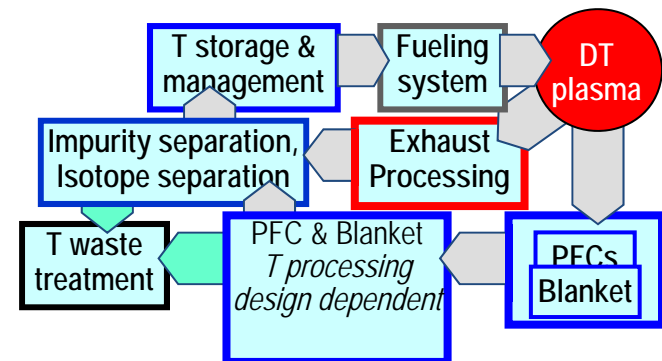 T storage &
management
Fueling
system
DT
plasma
Impurity separation,
Isotope separation
Exhaust
Processing
T waste
treatment
PFC & Blanket
T processing
design dependent
PFCs
Blanket